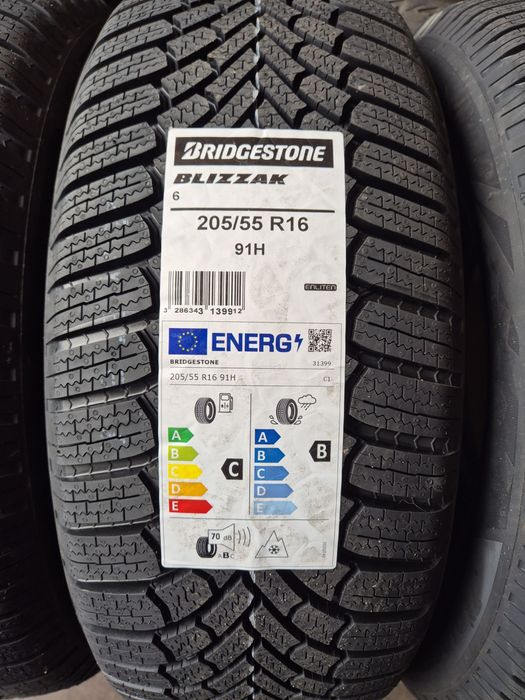 BRIDGESTONE
BLIZZAK
6
205/55 R16
91H
ENLITEN
3 286343 139912
ENERG
BRIDGESTONE
31399
205/55 R16 91H
C1
A
B
C
D
E
C
A
B
C
D
E
B
70 dB
ABC